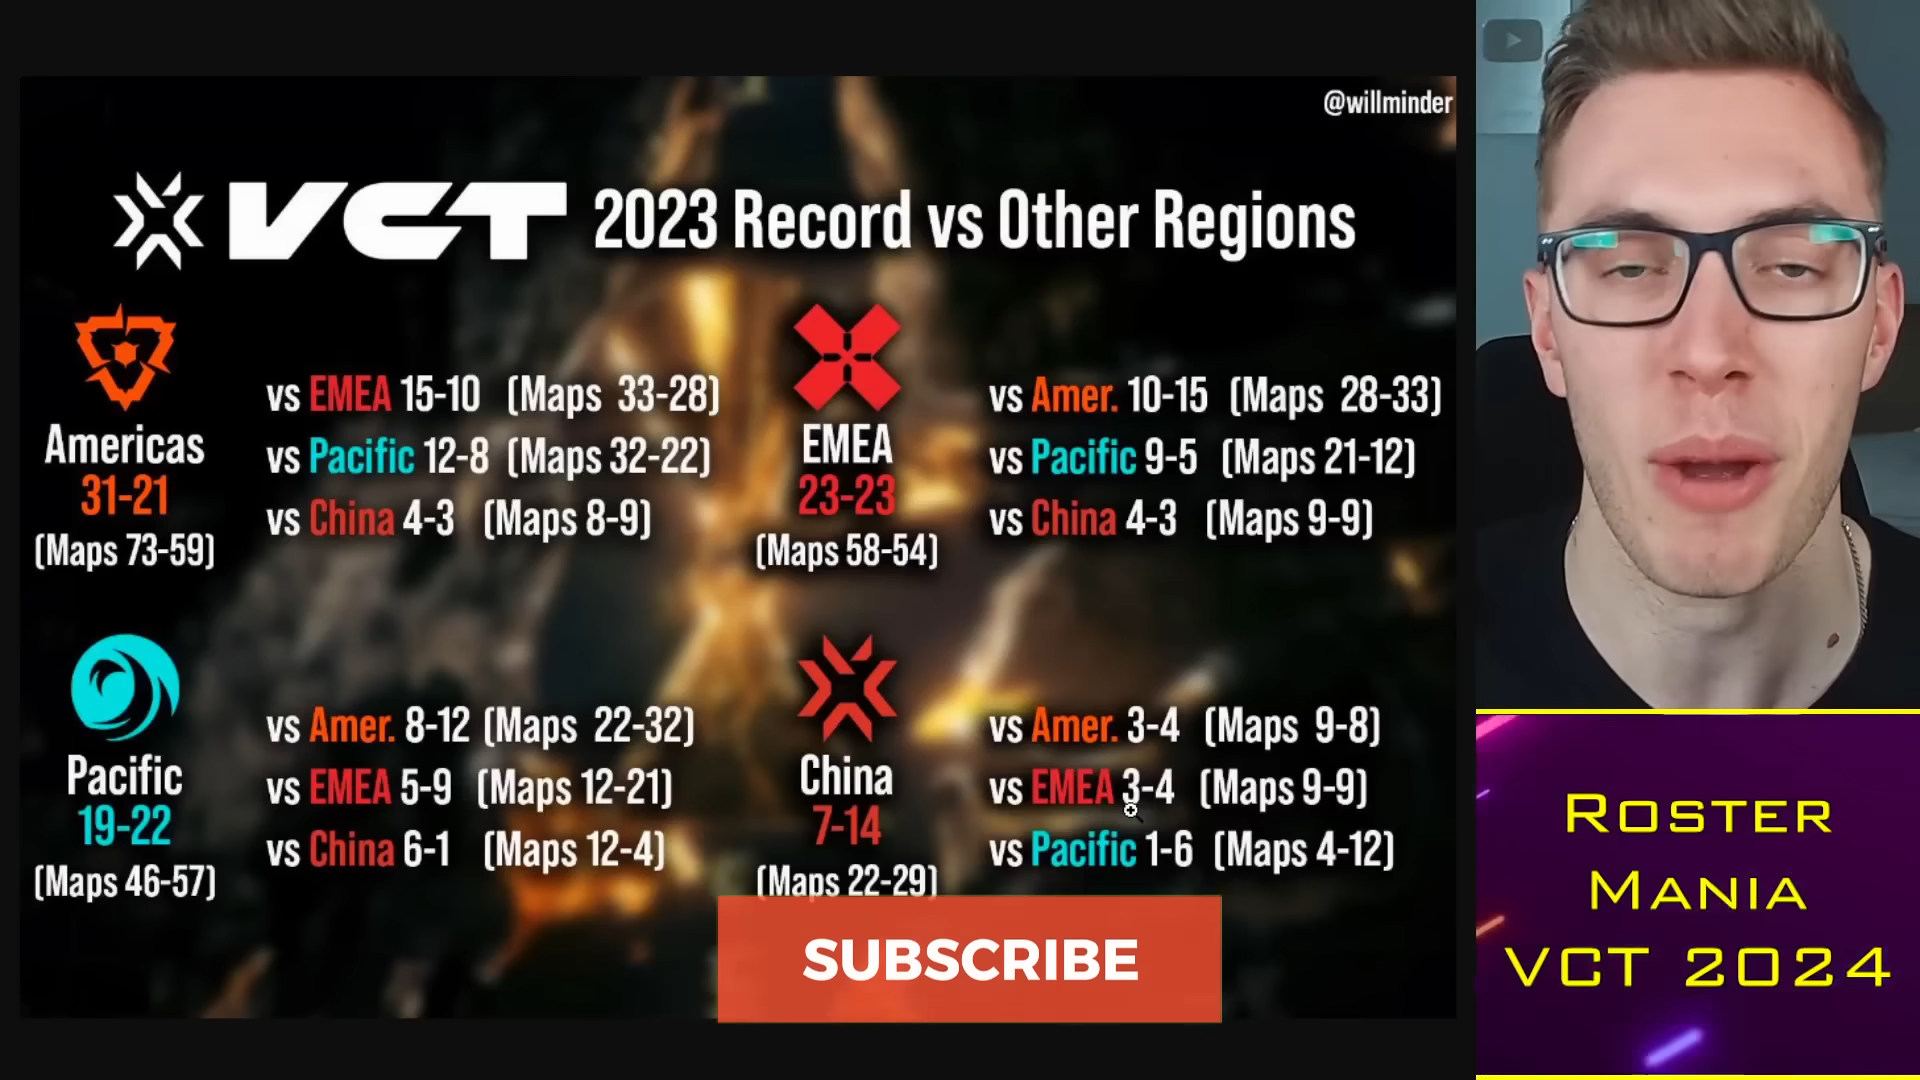 @willminder
VCT 2023 Record vs Other Regions
Americas
31-21
(Maps 73-59)
vs EMEA 15-10 (Maps 33-28)
vs Pacific 12-8 (Maps 32-22)
vs China 4-3 (Maps 8-9)
EMEA
23-23
(Maps 58-54)
vs Amer. 10-15 (Maps 28-33)
vs Pacific 9-5 (Maps 21-12)
vs China 4-3 (Maps 9-9)
Pacific
19-22
(Maps 46-57)
vs Amer. 8-12 (Maps 22-32)
vs EMEA 5-9 (Maps 12-21)
vs China 6-1 (Maps 12-4)
China
7-14
(Maps 22-29)
vs Amer. 3-4 (Maps 9-8)
vs EMEA 3-4 (Maps 9-9)
vs Pacific 1-6 (Maps 4-12)
SUBSCRIBE
ROSTER
MANIA
VCT 2024